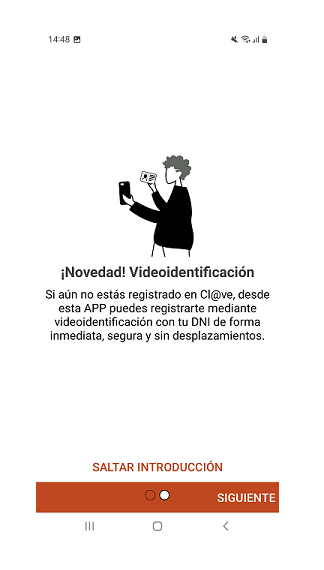 14:48
¡Novedad! Videoidentificación
Si aún no estás registrado en Cl@ve, desde
esta APP puedes registrarte mediante
videoidentificación con tu DNI de forma
inmediata, segura y sin desplazamientos.
SALTAR INTRODUCCIÓN
SIGUIENTE